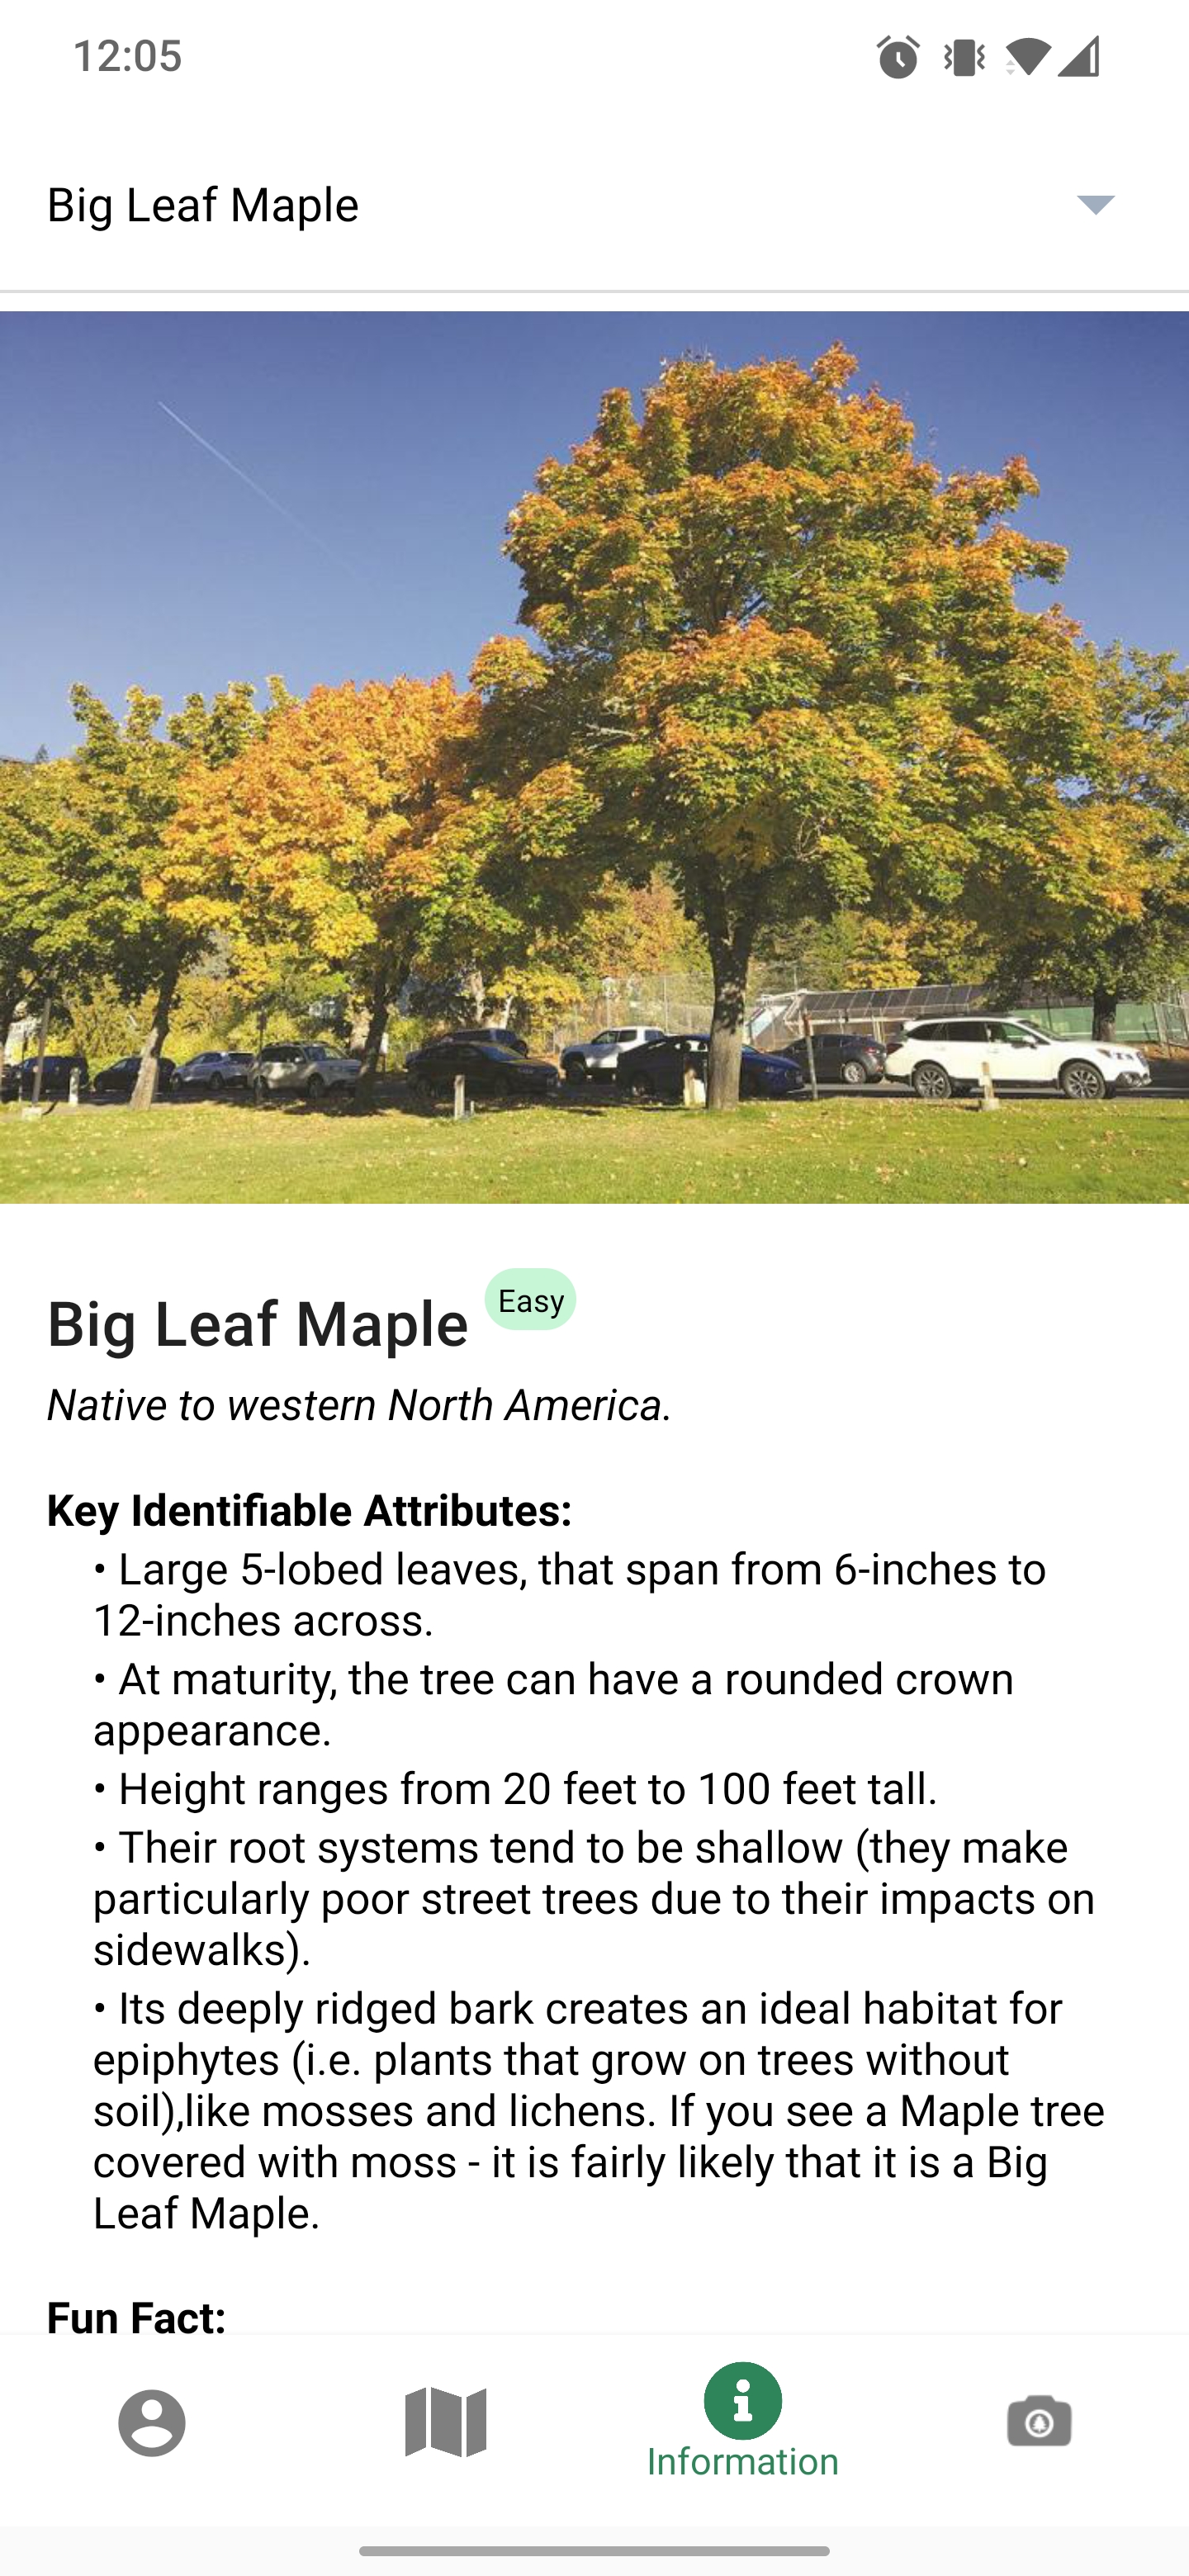 12:05
Big Leaf Maple
Big Leaf Maple
Easy
Native to western North America.
Key Identifiable Attributes:
• Large 5-lobed leaves, that span from 6-inches to
12-inches across.
• At maturity, the tree can have a rounded crown
appearance.
• Height ranges from 20 feet to 100 feet tall.
• Their root systems tend to be shallow (they make
particularly poor street trees due to their impacts on
sidewalks).
• Its deeply ridged bark creates an ideal habitat for
epiphytes (i.e. plants that grow on trees without
soil),like mosses and lichens. If you see a Maple tree
covered with moss - it is fairly likely that it is a Big
Leaf Maple.
Fun Fact:
Information